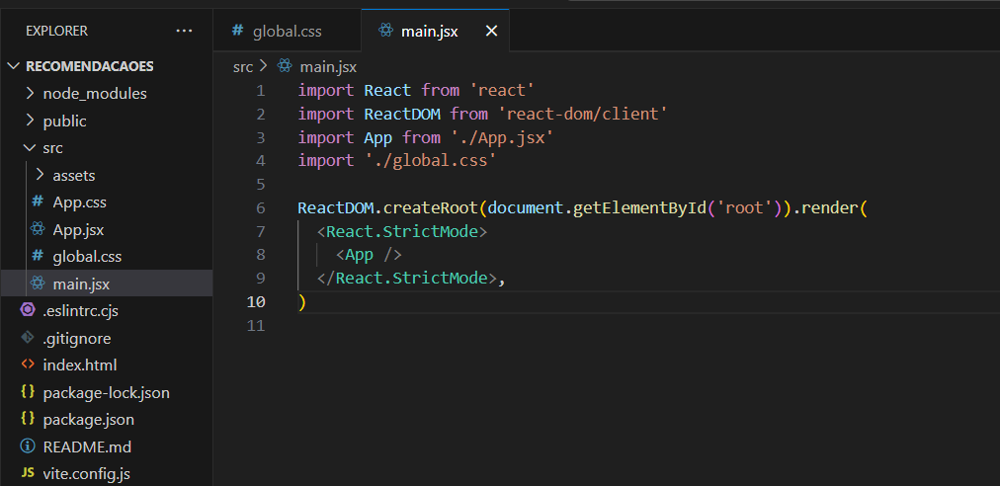 EXPLORER
RECOMENDACAOES
node_modules
public
src
assets
App.css
App.jsx
global.css
main.jsx
.eslintrc.cjs
.gitignore
index.html
package-lock.json
package.json
README.md
JS vite.config.js
global.css
main.jsx
src > main.jsx
1 import React from 'react'
2 import ReactDOM from 'react-dom/client'
3 import App from './App.jsx'
4 import './global.css'
5
6 ReactDOM.createRoot(document.getElementById('root')).render(
7 <React.StrictMode>
8 <App />
9 </React.StrictMode>,
10 )
11